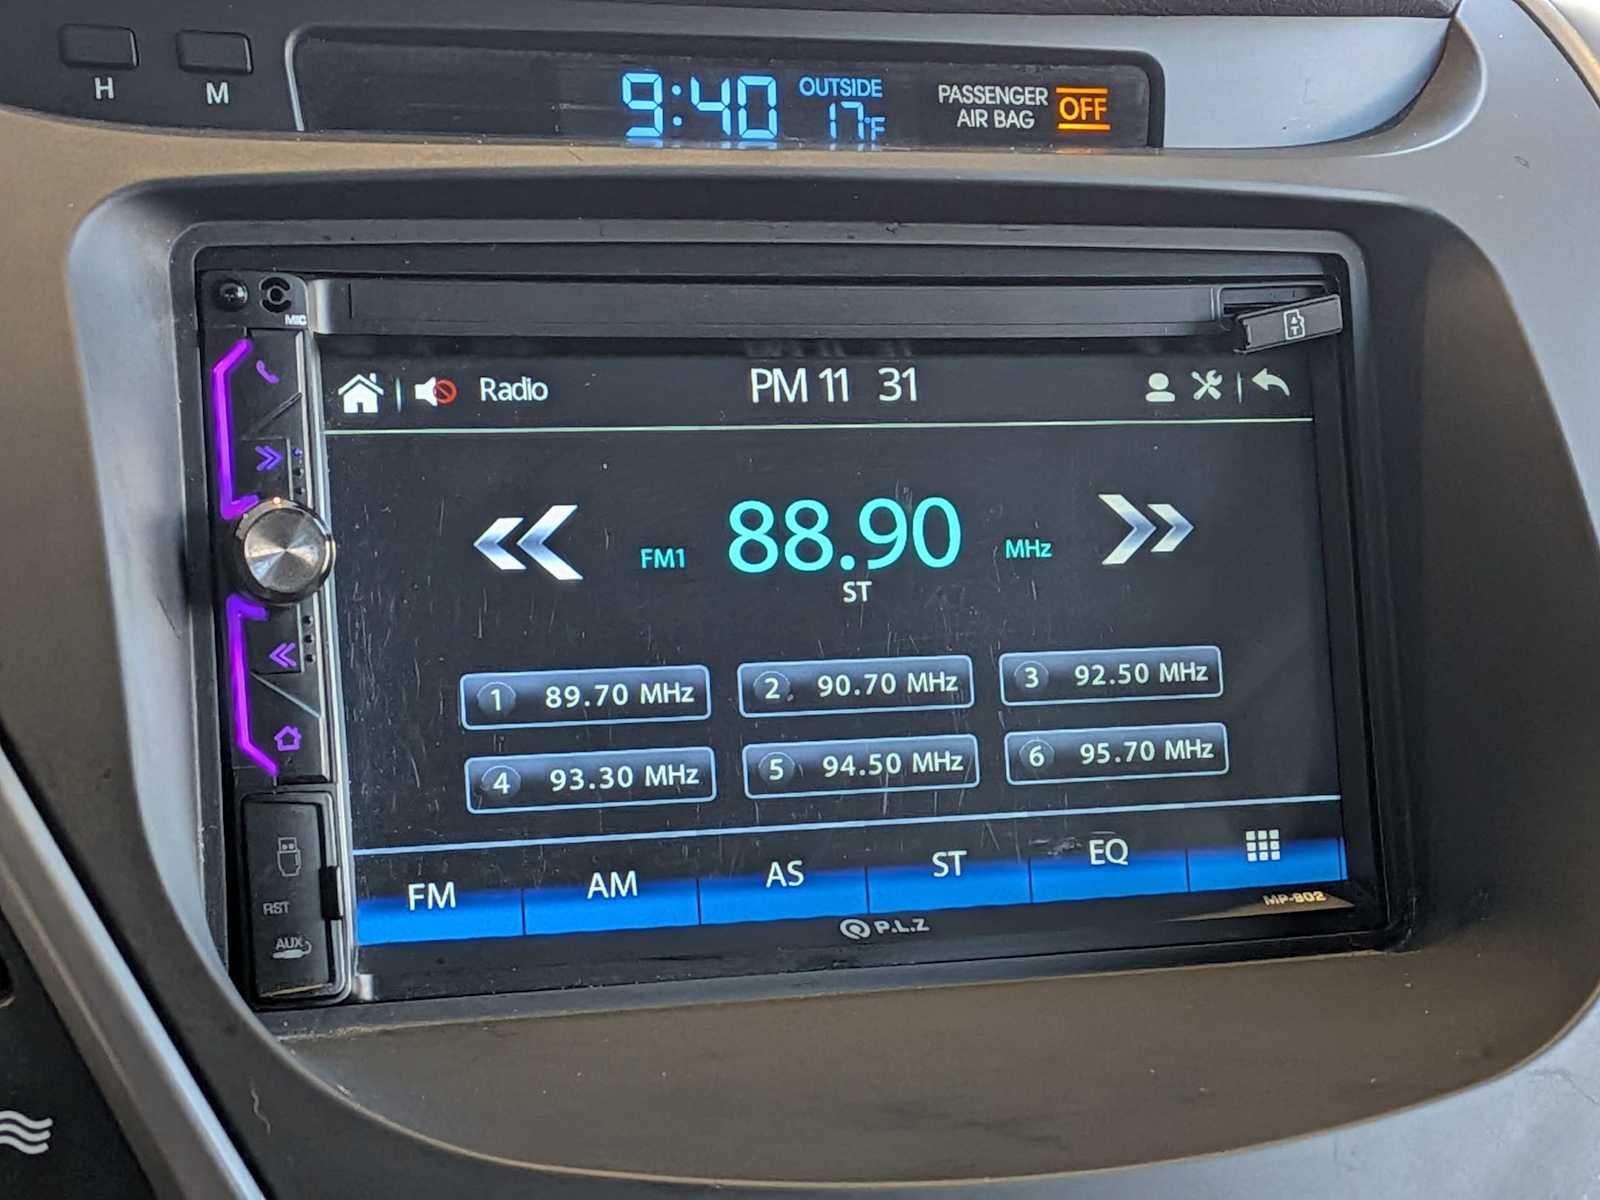 H
M
9:40
OUTSIDE
17°F
PASSENGER
AIR BAG
OFF
MIC
Radio
PM 11 31
FM1
88.90
MHz
ST
1 89.70 MHz
2 90.70 MHz
3 92.50 MHz
4 93.30 MHz
5 94.50 MHz
6 95.70 MHz
FM
AM
AS
ST
EQ
RST
AUX
P.L.Z
MP-902